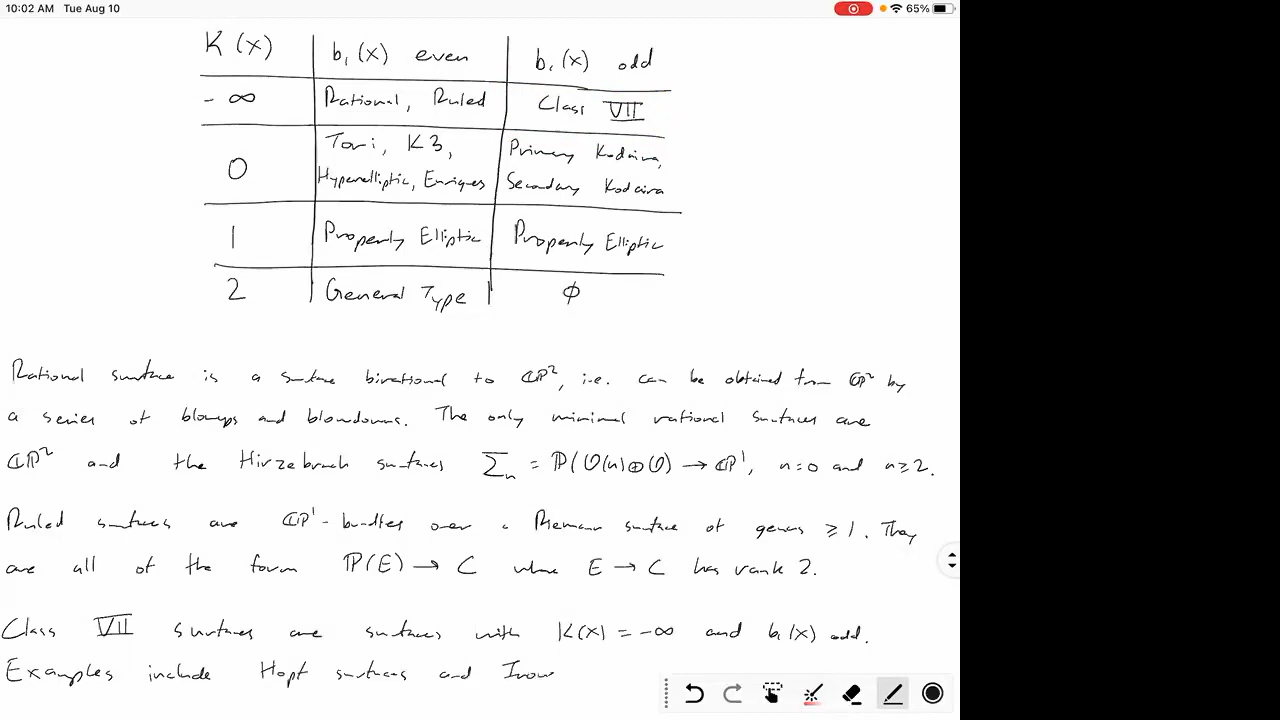 10:02 AM Tue Aug 10 65%
K(X) b₁(X) even b₁(X) odd
-∞ Rational, Ruled Class VII
0 Tori, K3, Hyperelliptic, Enriques Primary Kodaira, Secondary Kodaira
1 Properly Elliptic Properly Elliptic
2 General Type ∅
Rational surface is a surface birational to ℂℙ², i.e. can be obtained from ℂℙ² by
a series of blowups and blowdowns. The only minimal rational surfaces are
ℂℙ² and the Hirzebruch surfaces Σₙ = ℙ(O(n)⊕O) → ℂℙ¹, n=0 and n≥2.
Ruled surfaces are ℂℙ¹-bundles over a Riemann surface of genus ≥ 1. They
are all of the form ℙ(E) → C where E → C has rank 2.
Class VII surfaces are surfaces with K(X) = -∞ and b₁(X) odd.
Examples include Hopf surfaces and Inou